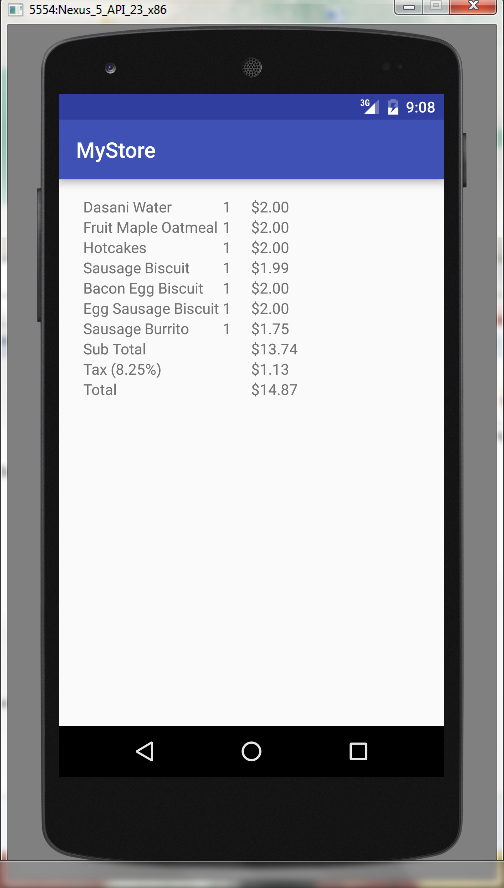 5554:Nexus_5_API_23_x86
3G 9:08
MyStore
Dasani Water 1 $2.00
Fruit Maple Oatmeal 1 $2.00
Hotcakes 1 $2.00
Sausage Biscuit 1 $1.99
Bacon Egg Biscuit 1 $2.00
Egg Sausage Biscuit 1 $2.00
Sausage Burrito 1 $1.75
Sub Total $13.74
Tax (8.25%) $1.13
Total $14.87